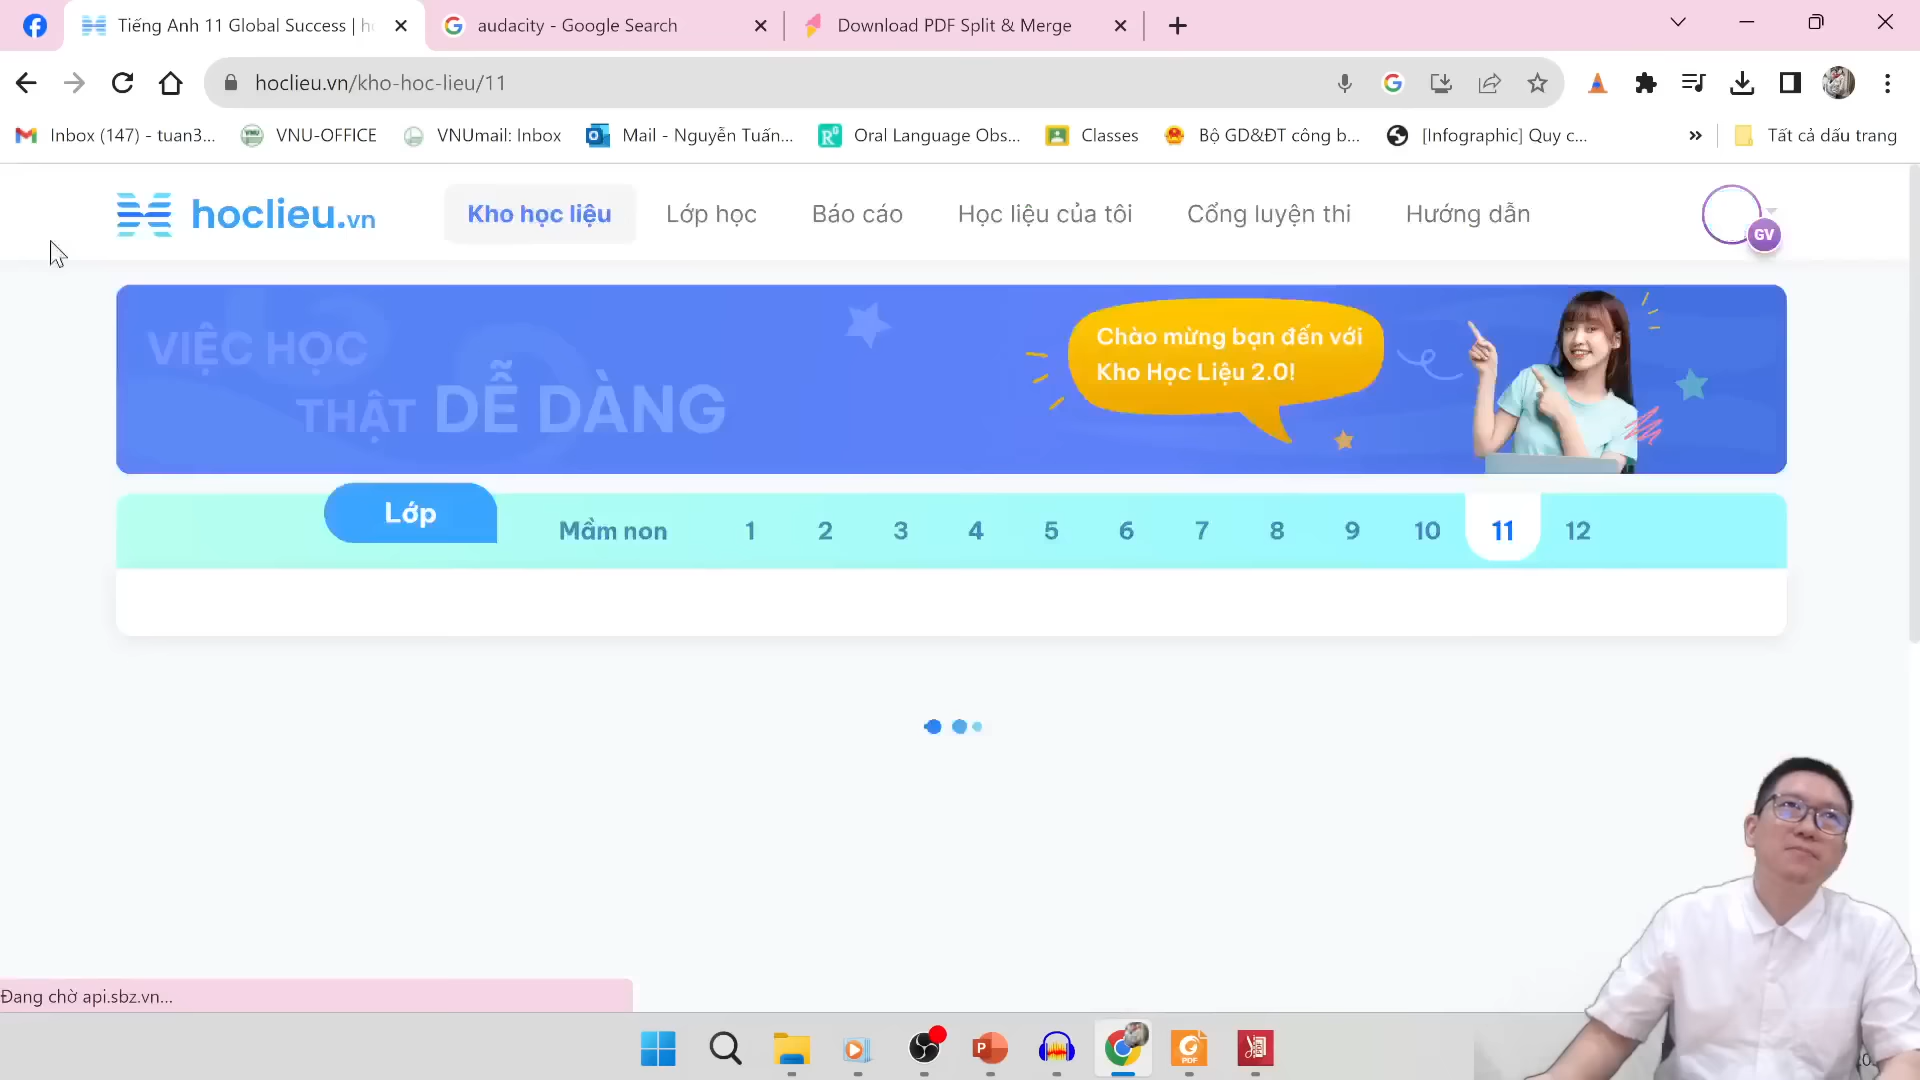 Tiếng Anh 11 Global Success | h
audacity - Google Search
Download PDF Split & Merge
hoclieu.vn/kho-hoc-lieu/11
Inbox (147) - tuan3...
VNU-OFFICE
VNUmail: Inbox
Mail - Nguyễn Tuấn...
Oral Language Obs...
Classes
Bộ GD&ĐT công b...
[Infographic] Quy c...
»
Tất cả dấu trang
hoclieu.vn
Kho học liệu
Lớp học
Báo cáo
Học liệu của tôi
Cổng luyện thi
Hướng dẫn
GV
VIỆC HỌC
THẬT DỄ DÀNG
Chào mừng bạn đến với
Kho Học Liệu 2.0!
Lớp
Mầm non
1
2
3
4
5
6
7
8
9
10
11
12
Đang chờ api.sbz.vn...